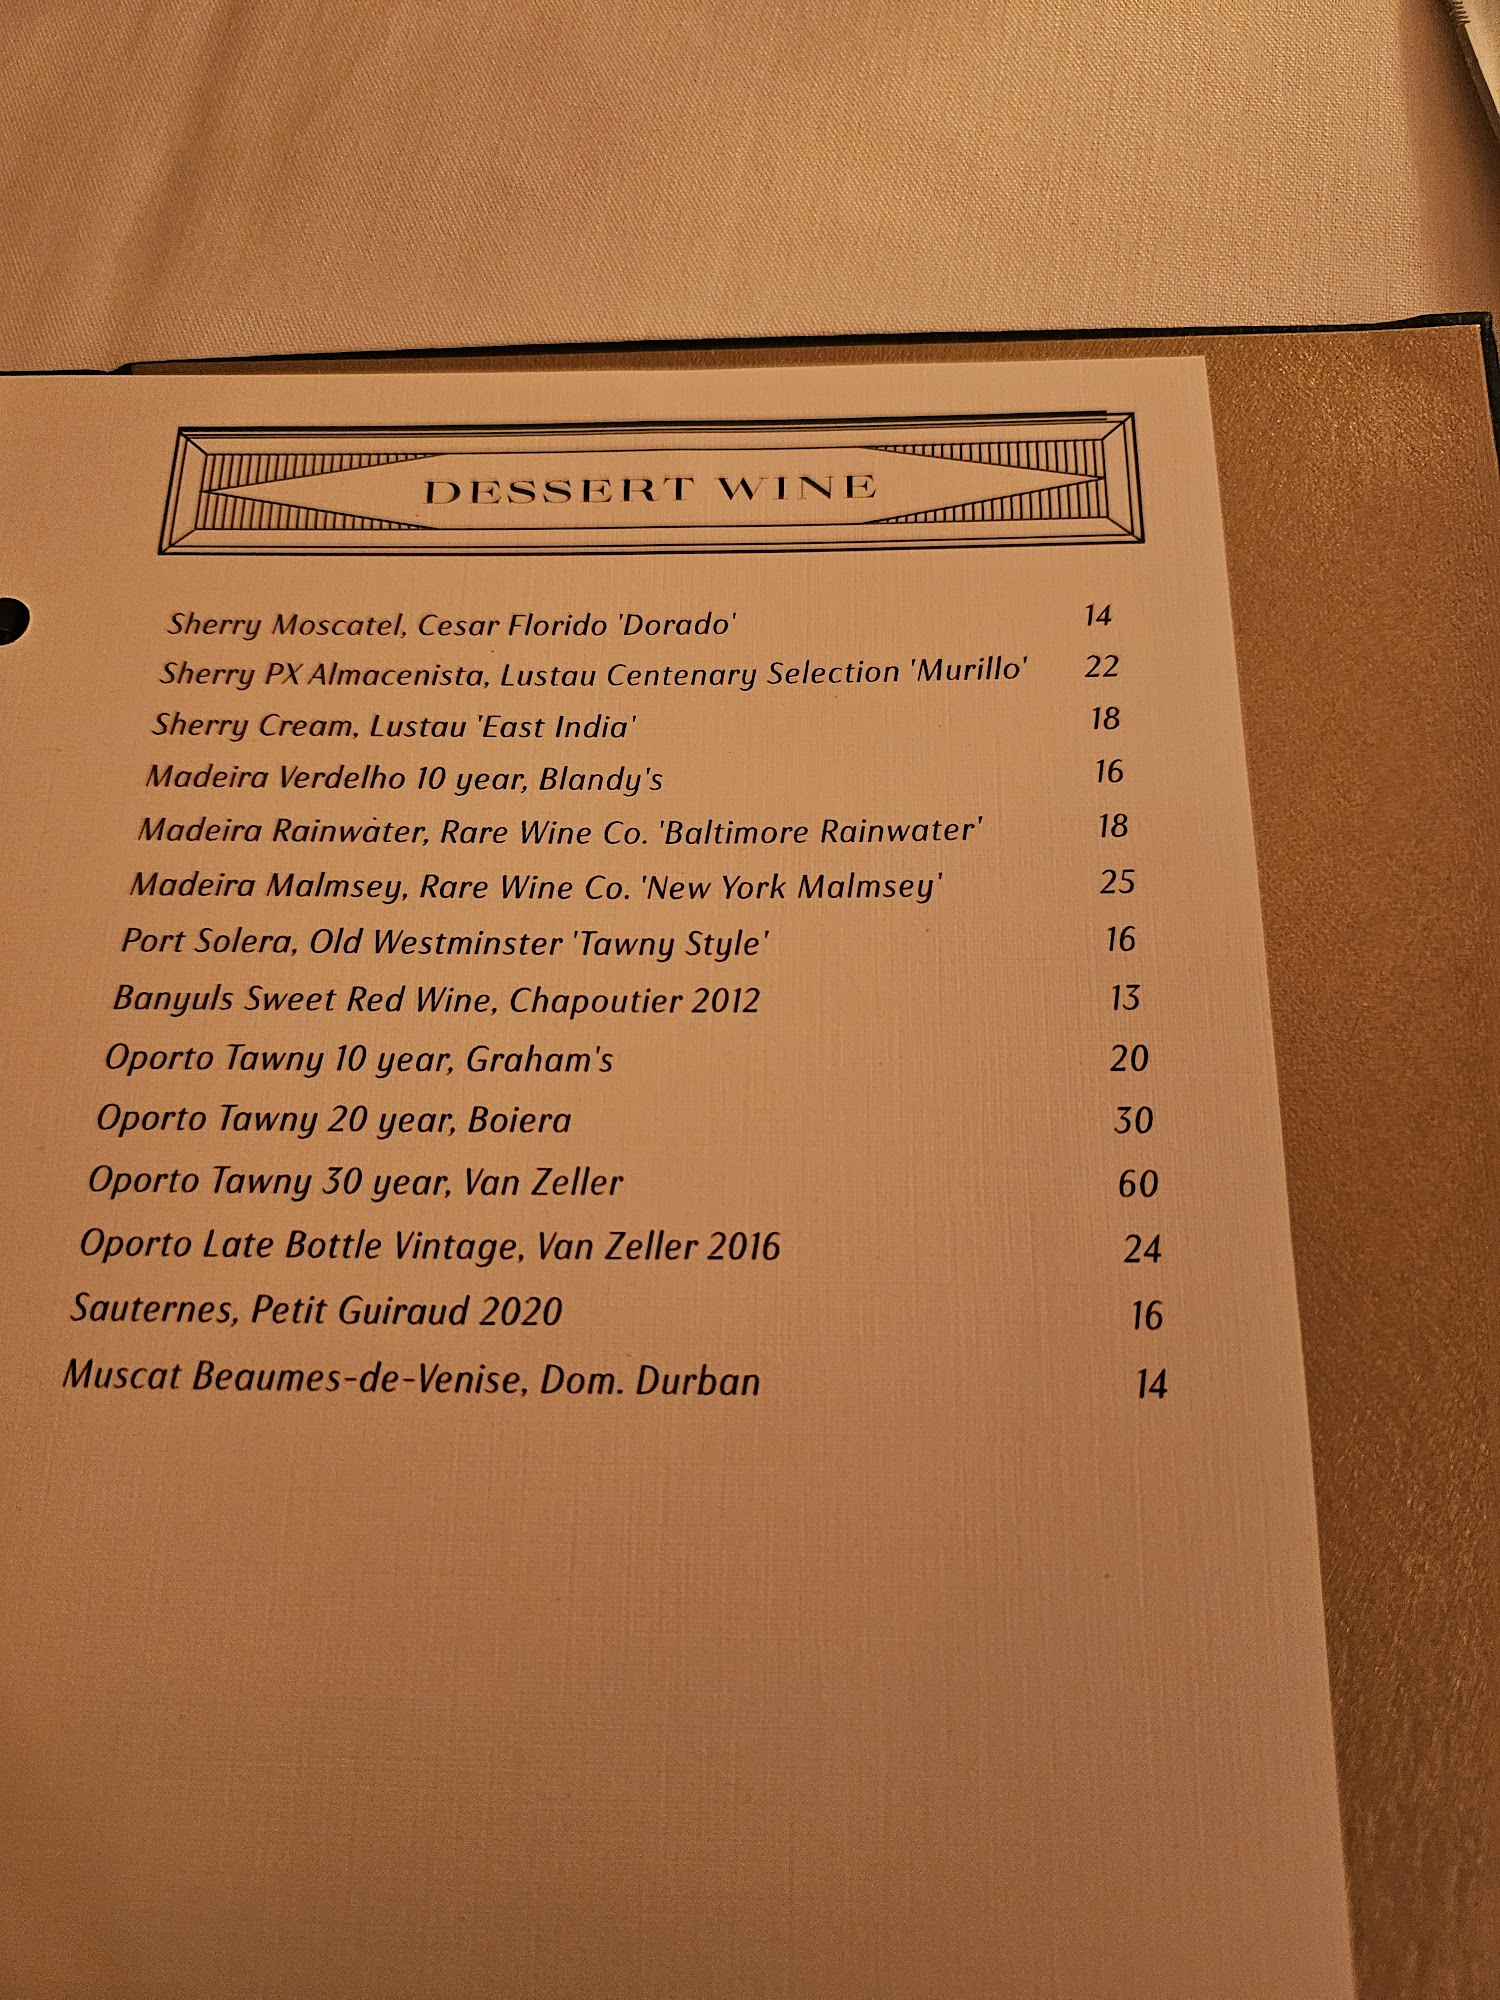 DESSERT WINE
Sherry Moscatel, Cesar Florido 'Dorado' 14
Sherry PX Almacenista, Lustau Centenary Selection 'Murillo' 22
Sherry Cream, Lustau 'East India' 18
Madeira Verdelho 10 year, Blandy's 16
Madeira Rainwater, Rare Wine Co. 'Baltimore Rainwater' 18
Madeira Malmsey, Rare Wine Co. 'New York Malmsey' 25
Port Solera, Old Westminster 'Tawny Style' 16
Banyuls Sweet Red Wine, Chapoutier 2012 13
Oporto Tawny 10 year, Graham's 20
Oporto Tawny 20 year, Boiera 30
Oporto Tawny 30 year, Van Zeller 60
Oporto Late Bottle Vintage, Van Zeller 2016 24
Sauternes, Petit Guiraud 2020 16
Muscat Beaumes-de-Venise, Dom. Durban 14